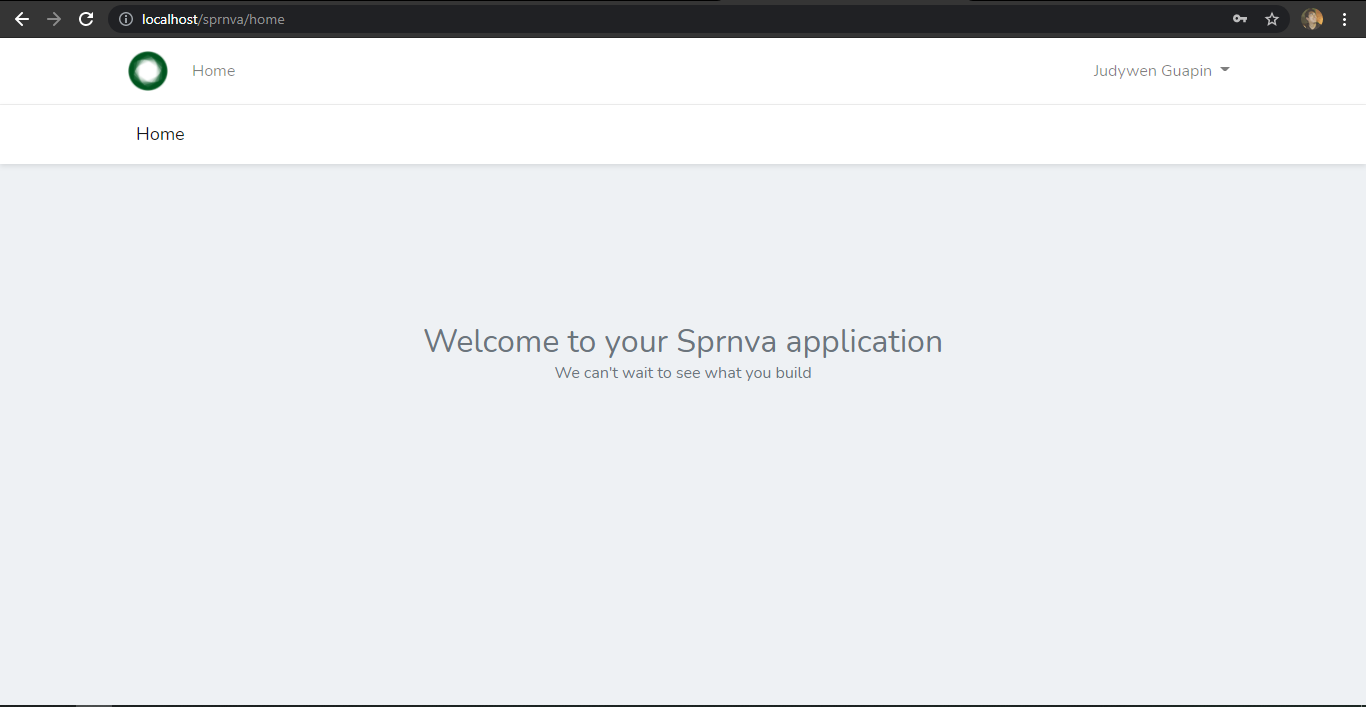 localhost/sprnva/home
Home
Judywen Guapin
Home
Welcome to your Sprnva application
We can't wait to see what you build